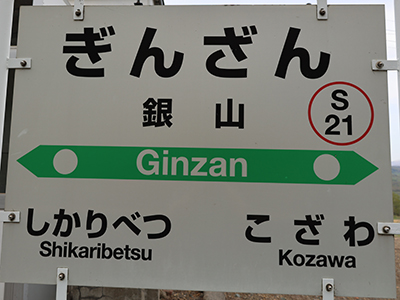 ぎんざん
銀山
S
21
Ginzan
しかりべつ こざわ
Shikaribetsu Kozawa